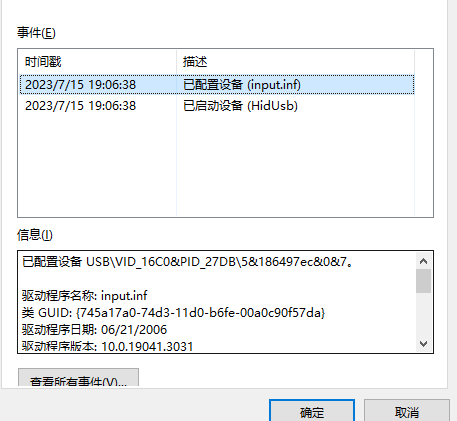 事件(E)
时间戳 描述
2023/7/15 19:06:38 已配置设备 (input.inf)
2023/7/15 19:06:38 已启动设备 (HidUsb)
信息(I)
已配置设备 USB\VID_16C0&PID_27DB\5&186497ec&0&7。
驱动程序名称: input.inf
类 GUID: {745a17a0-74d3-11d0-b6fe-00a0c90f57da}
驱动程序日期: 06/21/2006
驱动程序版本: 10.0.19041.3031
查看所有事件(V)...
确定 取消